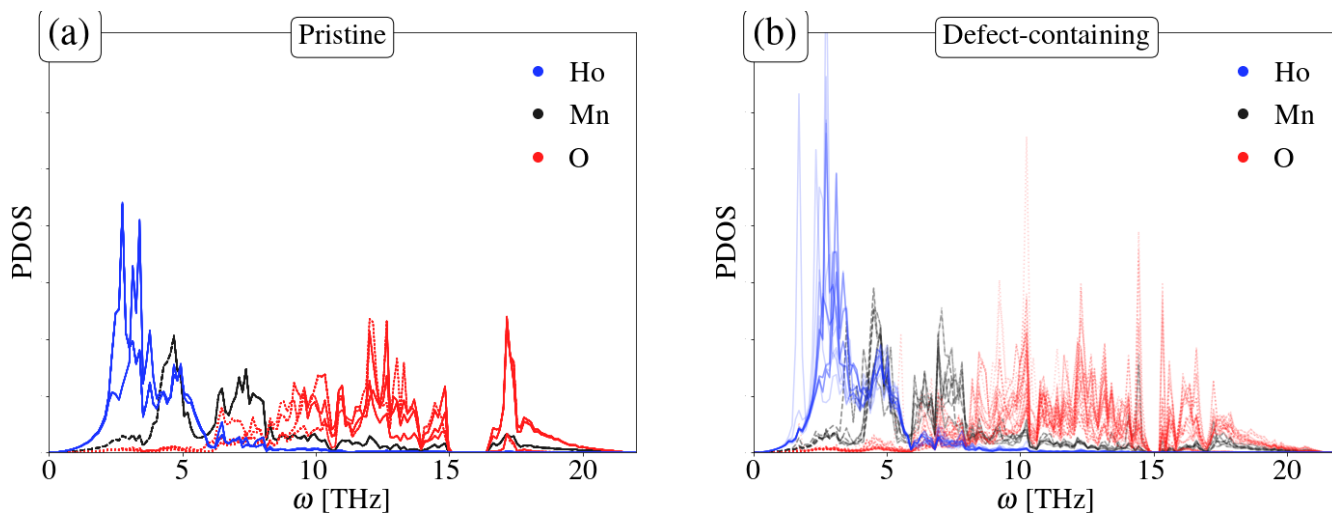 (a)
Pristine
Ho
Mn
O
PDOS
0
5
10
15
20
ω [THz]
(b)
Defect-containing
Ho
Mn
O
PDOS
0
5
10
15
20
ω [THz]